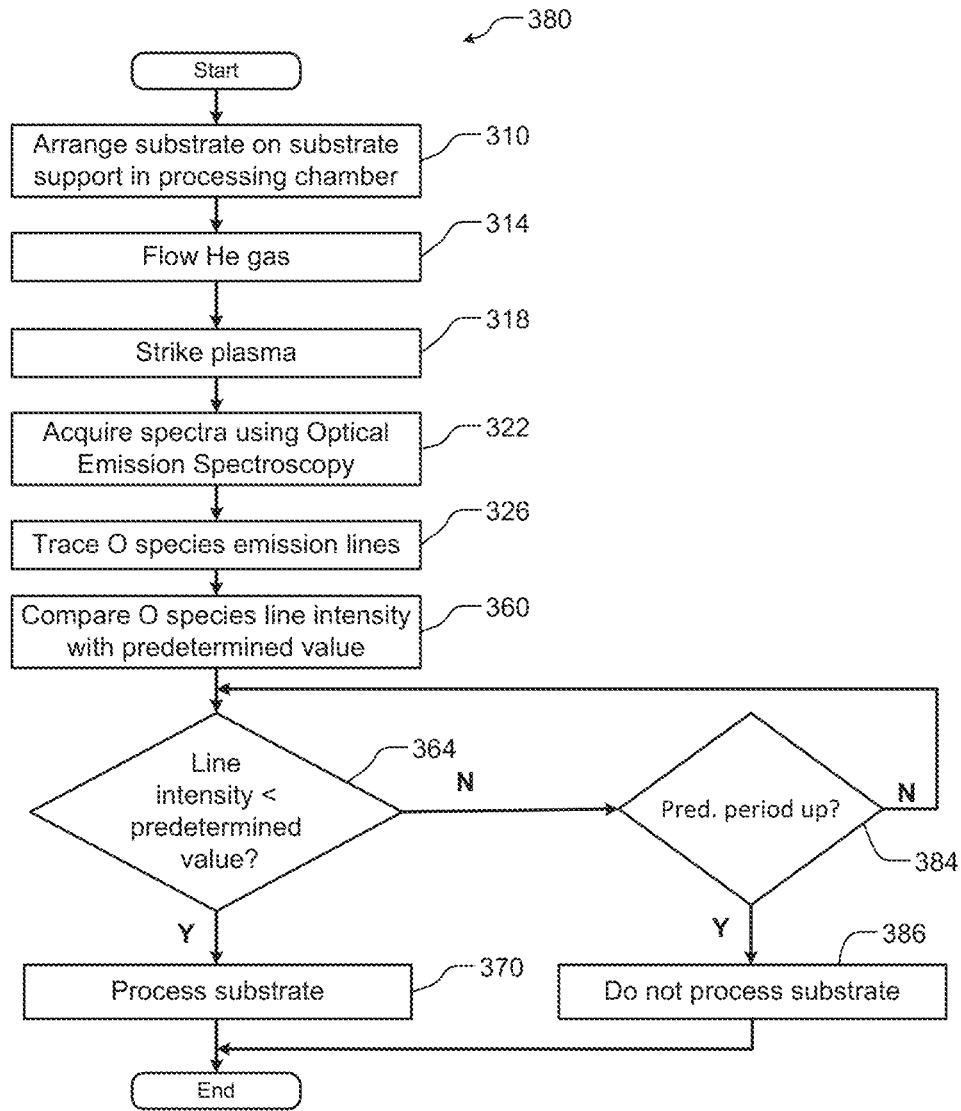 380
Start
Arrange substrate on substrate
support in processing chamber
310
314
Flow He gas
318
Strike plasma
Acquire spectra using Optical
Emission Spectroscopy
322
326
Trace O species emission lines
Compare O species line intensity
with predetermined value
360
Line
intensity <
predetermined
value?
364
N
Pred. period up?
N
384
Y
Y
386
370
Process substrate
Do not process substrate
End